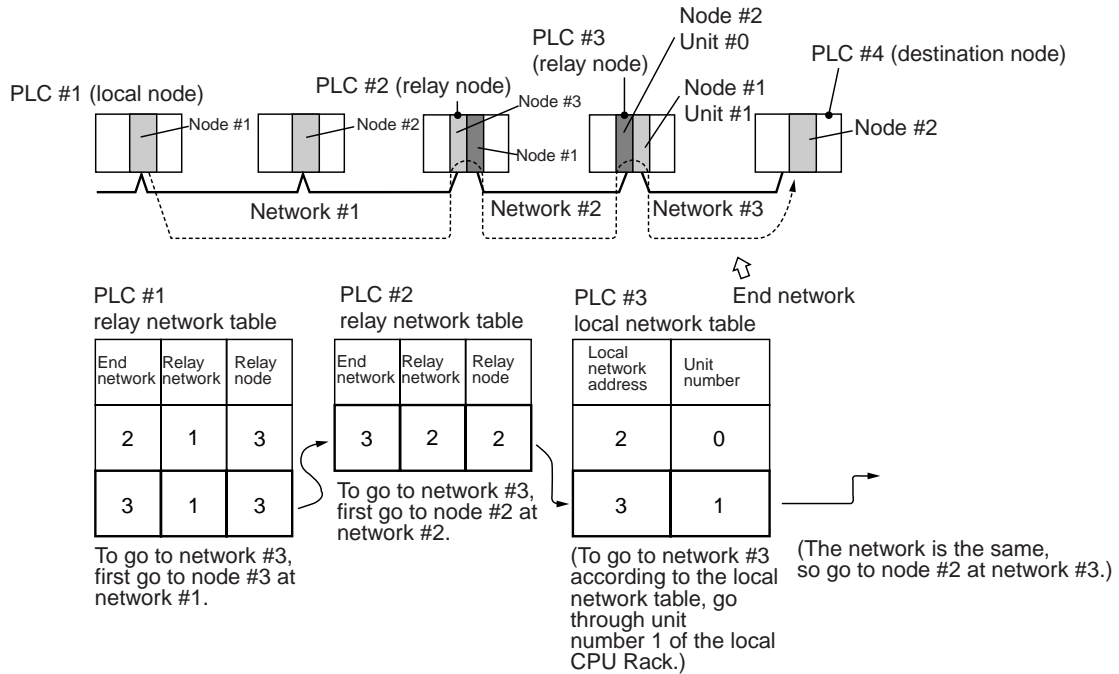 Node #2
Unit #0
PLC #3
(relay node)
PLC #4 (destination node)
PLC #1 (local node)
PLC #2 (relay node)
Node #1
Unit #1
Node #1
Node #2
Node #3
Node #1
Node #2
Network #1
Network #2
Network #3
End network
PLC #1
relay network table
End
network
Relay
network
Relay
node
2
1
3
3
1
3
To go to network #3,
first go to node #3 at
network #1.
PLC #2
relay network table
End
network
Relay
network
Relay
node
3
2
2
To go to network #3,
first go to node #2 at
network #2.
PLC #3
local network table
Local
network
address
Unit
number
2
0
3
1
(To go to network #3
according to the local
network table, go
through unit
number 1 of the local
CPU Rack.)
(The network is the same,
so go to node #2 at network #3.)